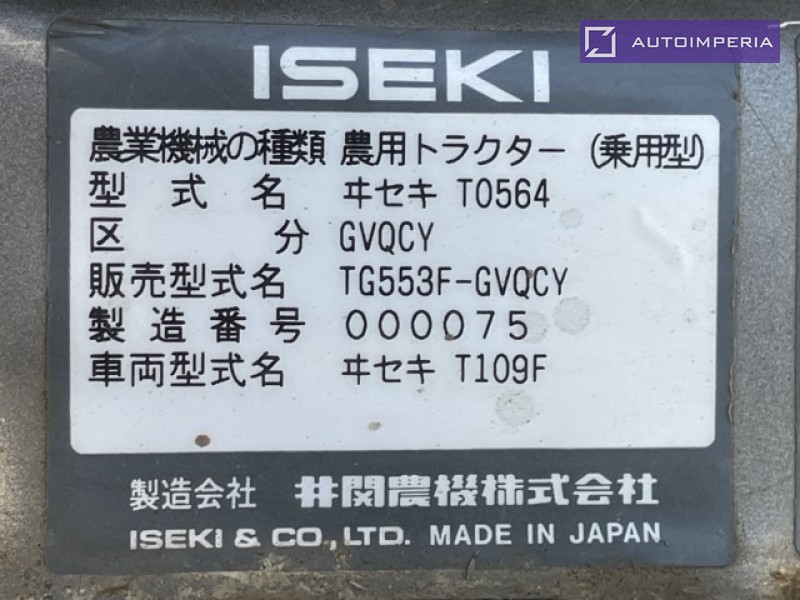 AUTOIMPERIA
ISEKI
農業機械の種類 農用トラクター (乗用型)
型式名 ヰセキ T0564
区分 GVQCY
販売型式名 TG553F-GVQCY
製造番号 000075
車両型式名 ヰセキ T109F
製造会社 井関農機株式会社
ISEKI & CO., LTD. MADE IN JAPAN